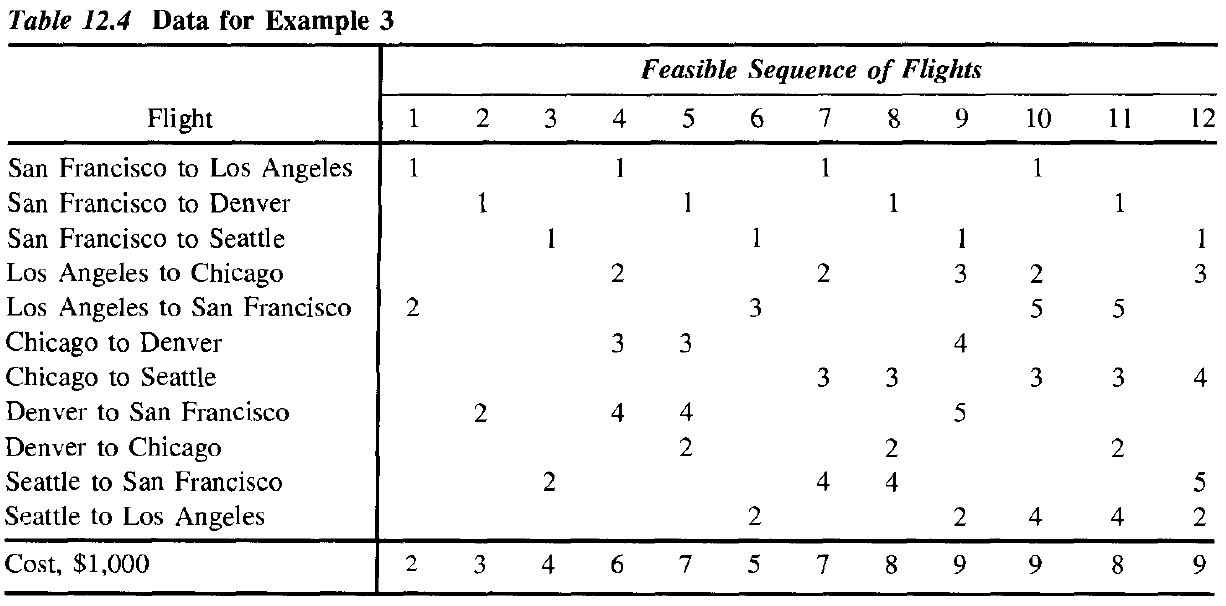 Table 12.4 Data for Example 3
Feasible Sequence of Flights
Flight 1 2 3 4 5 6 7 8 9 10 11 12
San Francisco to Los Angeles 1 1 1 1
San Francisco to Denver 1 1 1 1
San Francisco to Seattle 1 1 1 1
Los Angeles to Chicago 2 2 3 2 3
Los Angeles to San Francisco 2 3 5 5
Chicago to Denver 3 3 4
Chicago to Seattle 3 3 3 3 4
Denver to San Francisco 2 4 4 5
Denver to Chicago 2 2 2
Seattle to San Francisco 2 4 4 5
Seattle to Los Angeles 2 2 4 4 2
Cost, $1,000 2 3 4 6 7 5 7 8 9 9 8 9